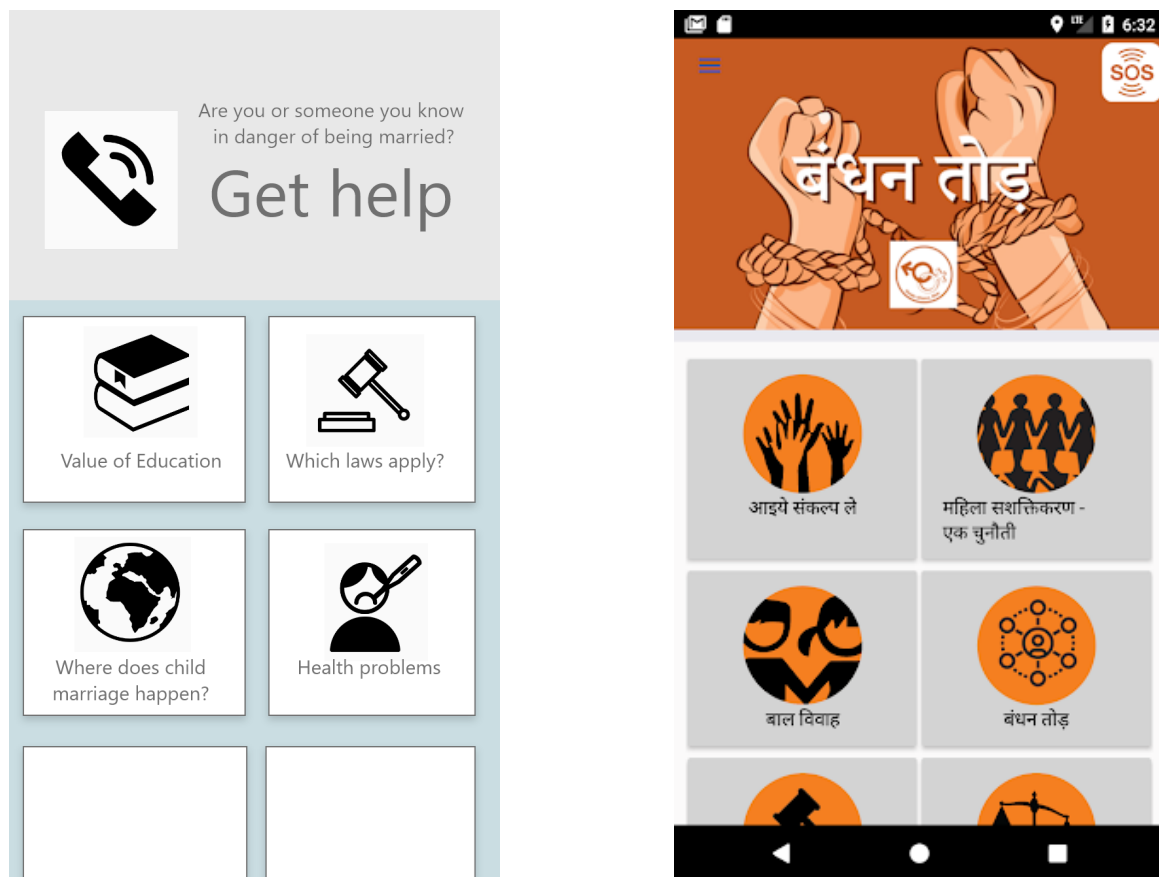 Are you or someone you know
in danger of being married?
Get help
Value of Education
Which laws apply?
Where does child
marriage happen?
Health problems
LTE
6:32
SOS
बंधन तोड़
आइये संकल्प ले
महिला सशक्तिकरण -
एक चुनौती
बाल विवाह
बंधन तोड़